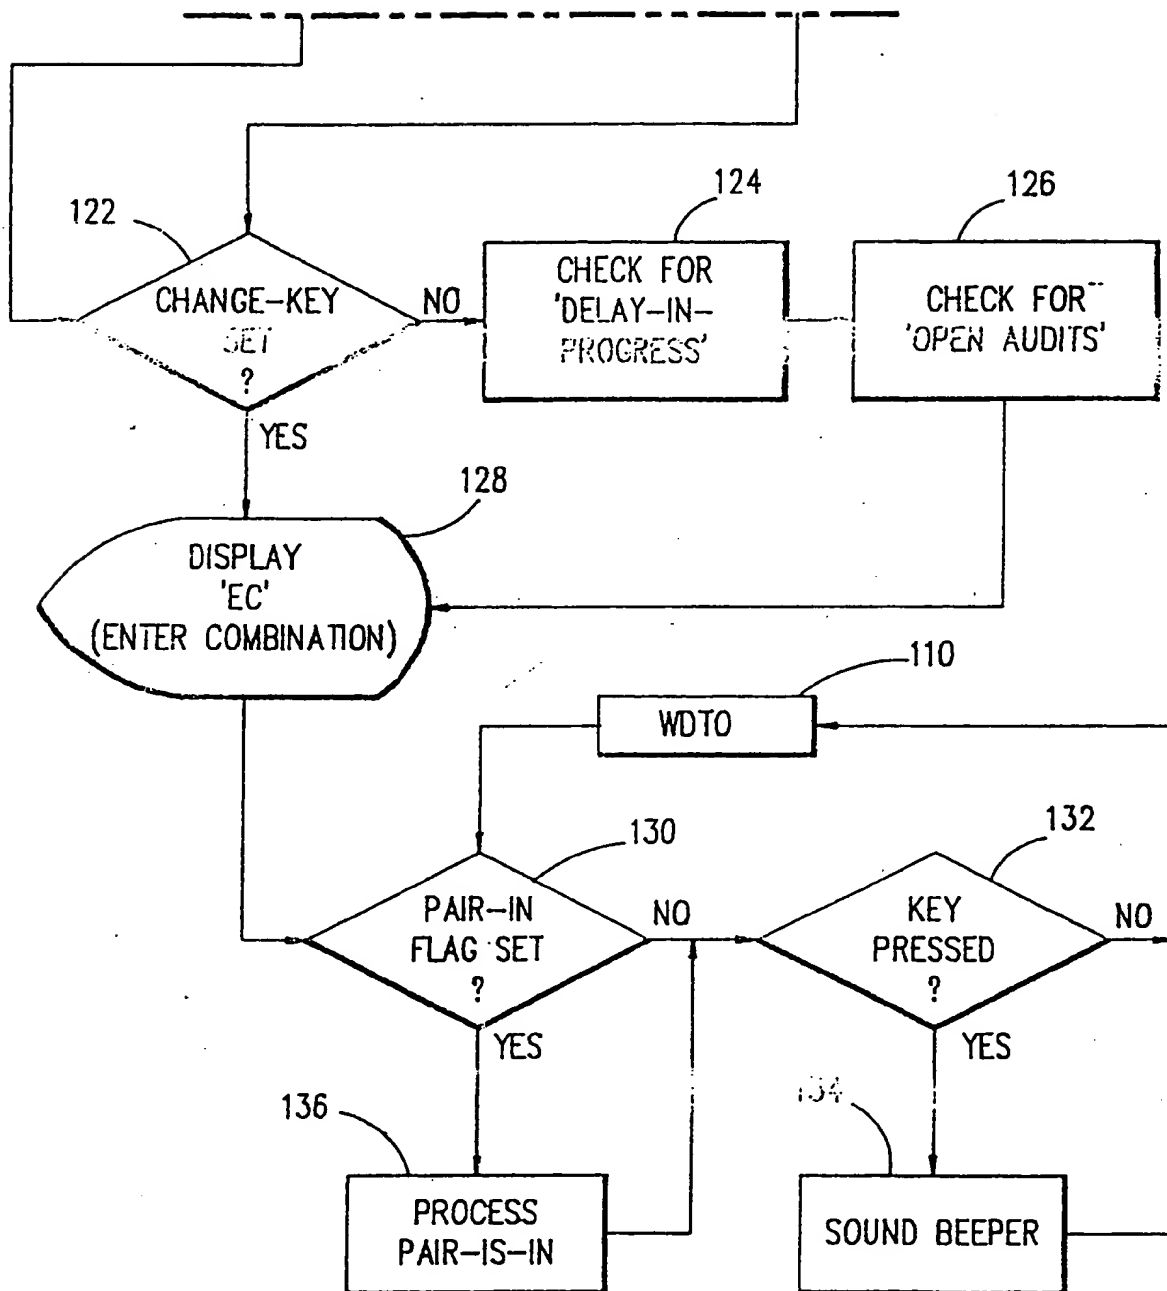 122
CHANGE-KEY
SET
?
NO
YES
124
CHECK FOR
'DELAY-IN-
PROGRESS'
126
CHECK FOR
'OPEN AUDITS'
128
DISPLAY
'EC'
(ENTER COMBINATION)
110
WDTO
130
PAIR-IN
FLAG SET
?
NO
YES
132
KEY
PRESSED
?
NO
YES
136
PROCESS
PAIR-IS-IN
134
SOUND BEEPER